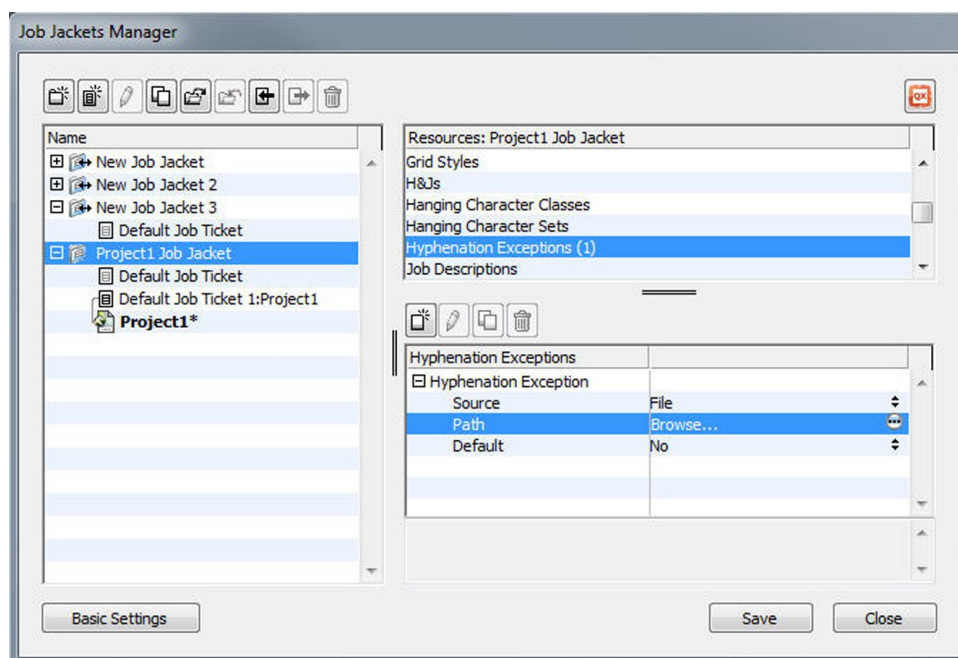 Job Jackets Manager
QX
Name
New Job Jacket
New Job Jacket 2
New Job Jacket 3
Default Job Ticket
Project1 Job Jacket
Default Job Ticket
Default Job Ticket 1:Project1
Project1*
Resources: Project1 Job Jacket
Grid Styles
H&Js
Hanging Character Classes
Hanging Character Sets
Hyphenation Exceptions (1)
Job Descriptions
Hyphenation Exceptions
Hyphenation Exception
Source File
Path Browse...
Default No
Basic Settings
Save
Close